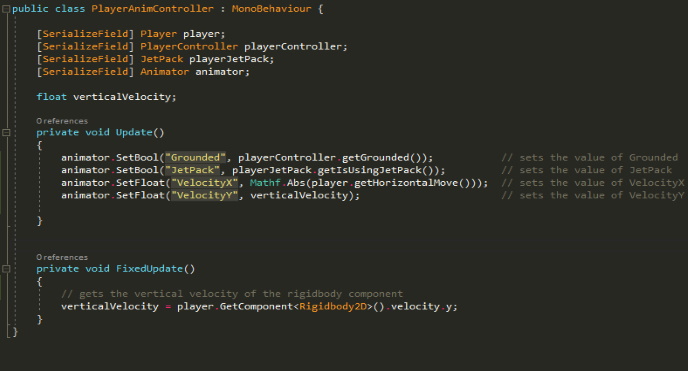 public class PlayerAnimController : MonoBehaviour {
[SerializeField] Player player;
[SerializeField] PlayerController playerController;
[SerializeField] JetPack playerJetPack;
[SerializeField] Animator animator;
float verticalVelocity;
0 references
private void Update()
{
animator.SetBool("Grounded", playerController.getGrounded()); // sets the value of Grounded
animator.SetBool("JetPack", playerJetPack.getIsUsingJetPack()); // sets the value of JetPack
animator.SetFloat("VelocityX", Mathf.Abs(player.getHorizontalMove())); // sets the value of VelocityX
animator.SetFloat("VelocityY", verticalVelocity); // sets the value of VelocityY
}
0 references
private void FixedUpdate()
{
// gets the vertical velocity of the rigidbody component
verticalVelocity = player.GetComponent<Rigidbody2D>().velocity.y;
}
}